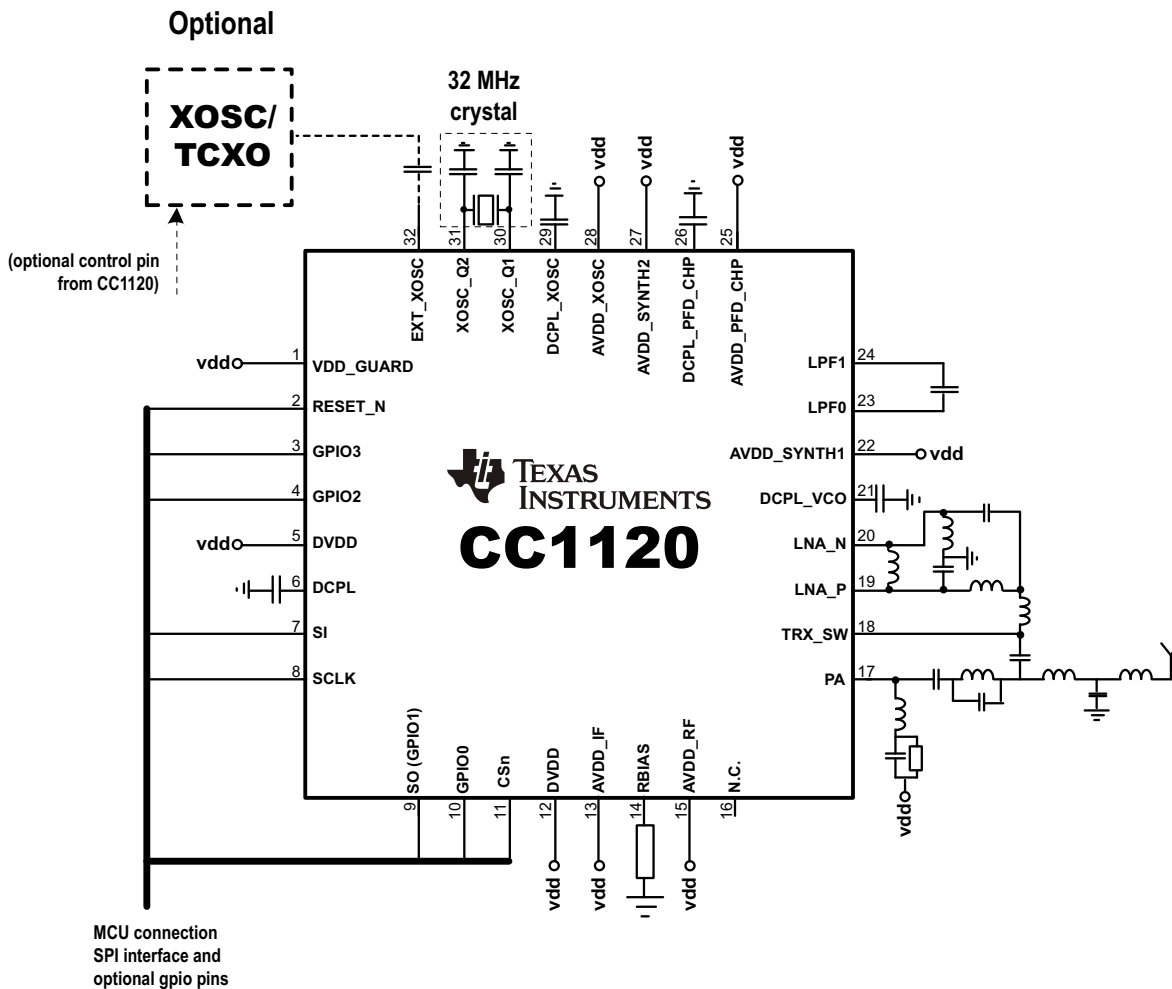 Optional
XOSC/
TCXO
(optional control pin
from CC1120)
32 MHz
crystal
vdd
vdd
vdd
32
31
30
29
28
27
26
25
EXT_XOSC
XOSC_Q2
XOSC_Q1
DCPL_XOSC
AVDD_XOSC
AVDD_SYNTH2
DCPL_PFD_CHP
AVDD_PFD_CHP
vdd
1
VDD_GUARD
2
RESET_N
3
GPIO3
4
GPIO2
vdd
5
DVDD
6
DCPL
7
SI
8
SCLK
TEXAS
INSTRUMENTS
CC1120
LPF1
24
LPF0
23
AVDD_SYNTH1
22
vdd
DCPL_VCO
21
LNA_N
20
LNA_P
19
TRX_SW
18
PA
17
vdd
SO (GPIO1)
GPIO0
CSn
DVDD
AVDD_IF
RBIAS
AVDD_RF
N.C.
9
10
11
12
13
14
15
16
vdd
vdd
vdd
MCU connection
SPI interface and
optional gpio pins